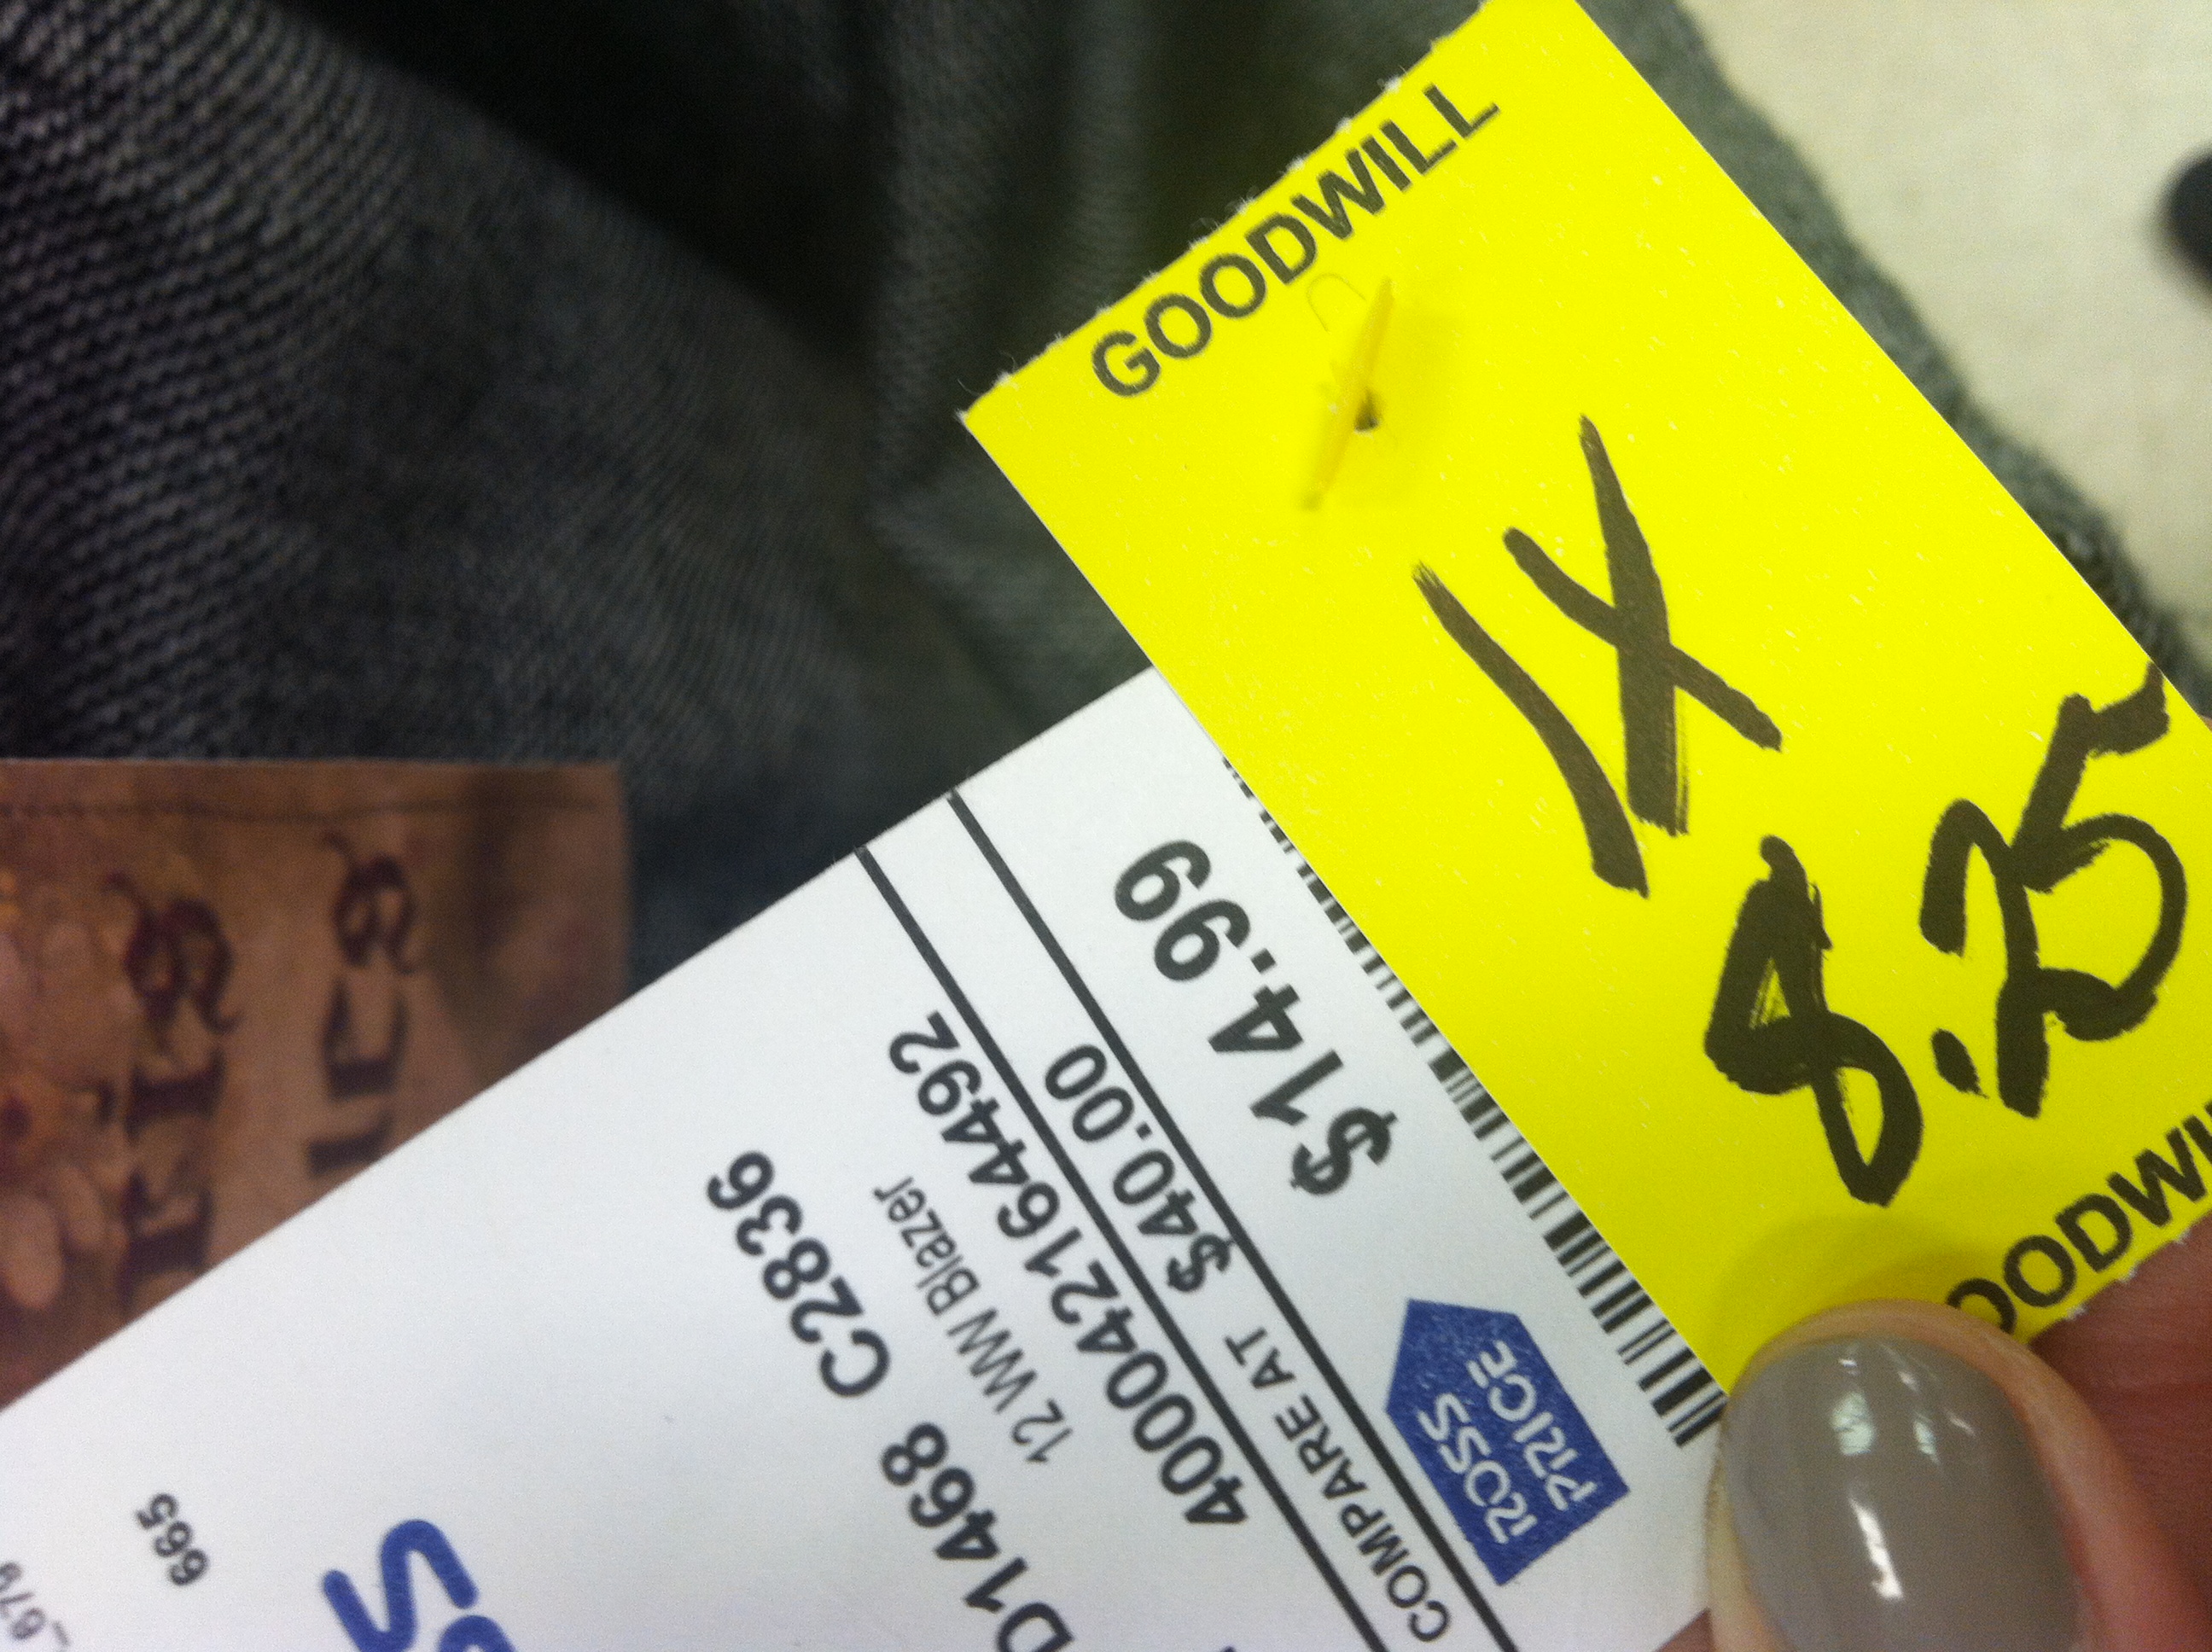 GOODWILL
1X
8.25
GOODWILL
ROSS
PRICE
$14.99
COMPARE AT $40.00
400042164492
12 WW Blazer
D1468 C2836
665